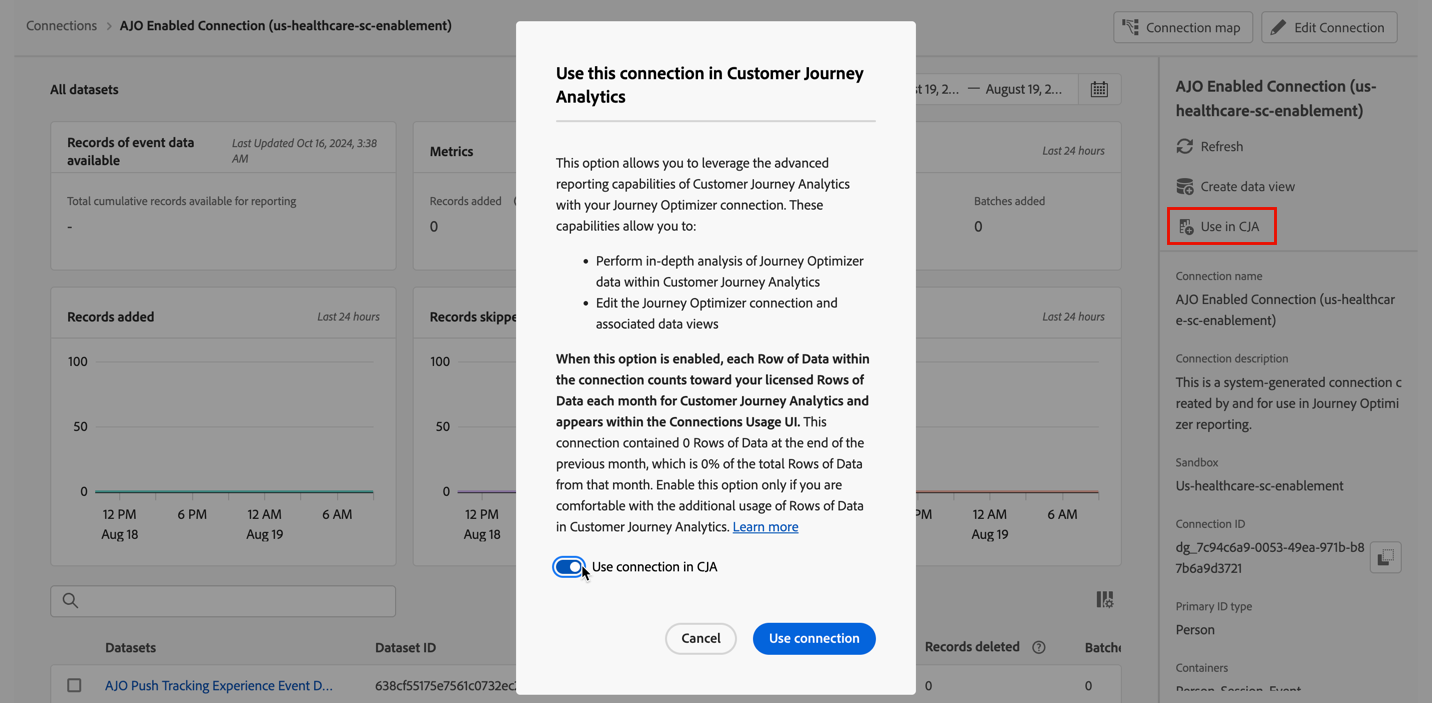 Connections > AJO Enabled Connection (us-healthcare-sc-enablement)
Connection map
Edit Connection
All datasets
19, 2... — August 19, 2...
Records of event data
available
Last Updated Oct 16, 2024, 3:38
AM
Total cumulative records available for reporting
-
Metrics
Last 24 hours
Records added
0
Batches added
0
Records added
Last 24 hours
100
50
0
12 PM
Aug 18
6 PM
12 AM
Aug 19
6 AM
Records skippe
100
50
0
12 PM
Aug 18
Last 24 hours
PM
12 AM
Aug 19
6 AM
Datasets
Dataset ID
Records deleted
Batche
AJO Push Tracking Experience Event D...
638cf55175e7561c0732ec
0
0
Use this connection in Customer Journey
Analytics
This option allows you to leverage the advanced
reporting capabilities of Customer Journey Analytics
with your Journey Optimizer connection. These
capabilities allow you to:
• Perform in-depth analysis of Journey Optimizer
data within Customer Journey Analytics
• Edit the Journey Optimizer connection and
associated data views
When this option is enabled, each Row of Data within
the connection counts toward your licensed Rows of
Data each month for Customer Journey Analytics and
appears within the Connections Usage UI. This
connection contained 0 Rows of Data at the end of the
previous month, which is 0% of the total Rows of Data
from that month. Enable this option only if you are
comfortable with the additional usage of Rows of Data
in Customer Journey Analytics. Learn more
Use connection in CJA
Cancel
Use connection
AJO Enabled Connection (us-
healthcare-sc-enablement)
Refresh
Create data view
Use in CJA
Connection name
AJO Enabled Connection (us-healthcar
e-sc-enablement)
Connection description
This is a system-generated connection c
reated by and for use in Journey Optimi
zer reporting.
Sandbox
Us-healthcare-sc-enablement
Connection ID
dg_7c94c6a9-0053-49ea-971b-b8
7b6a9d3721
Primary ID type
Person
Containers
Person, Session, Event